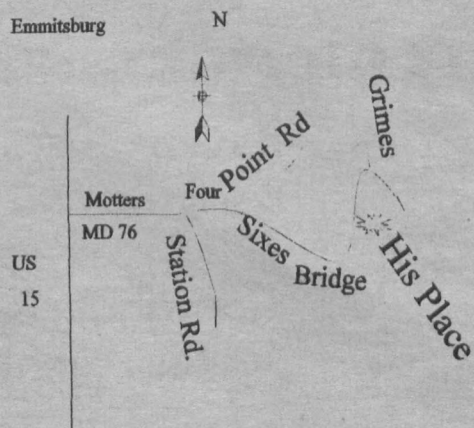 Emmitsburg
N
Grimes
Four Point Rd
Motters
MD 76
Station Rd.
Sixes Bridge
His Place
US
15